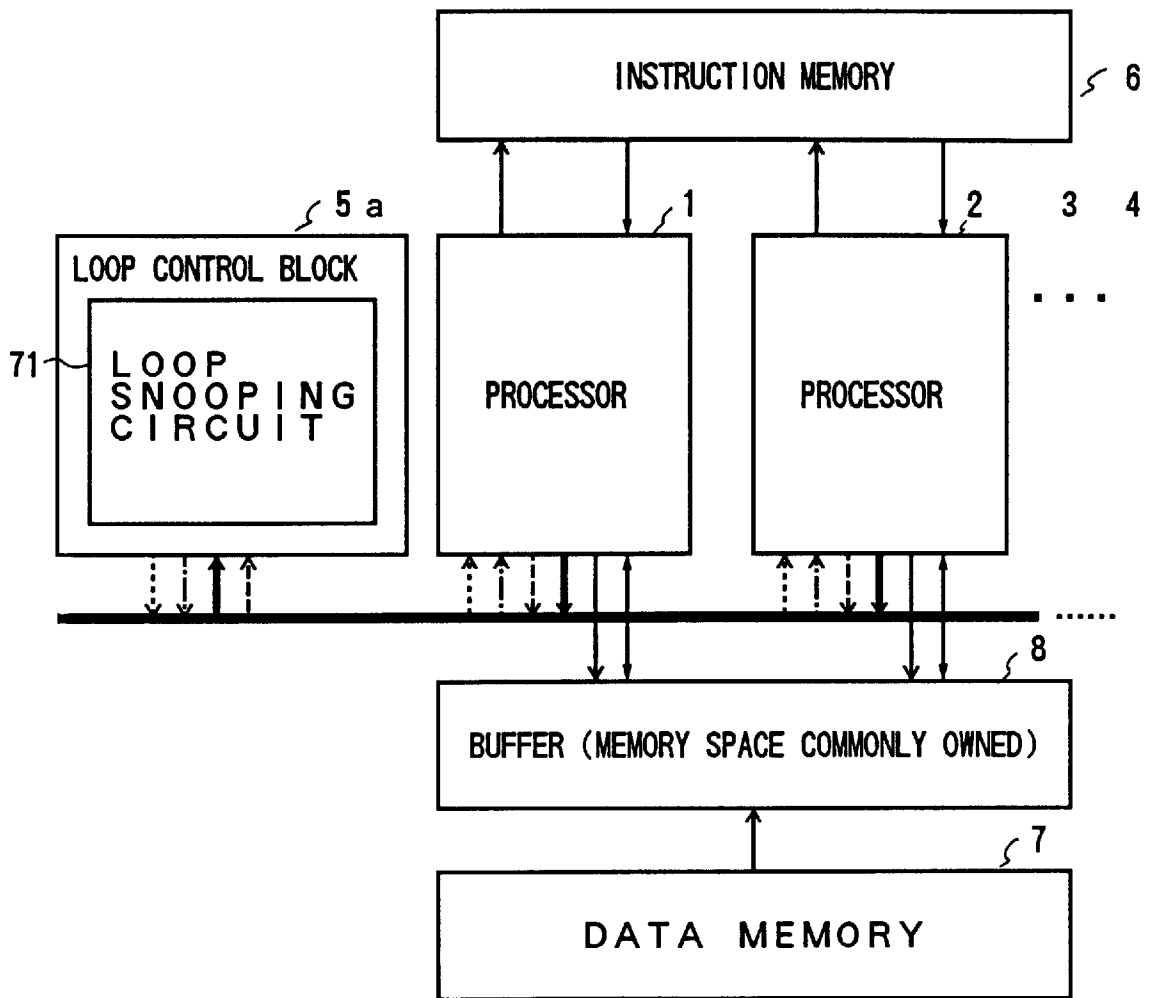 INSTRUCTION MEMORY
6
5 a
1
2
3
4
LOOP CONTROL BLOCK
71
LOOP
SNOOPING
CIRCUIT
PROCESSOR
PROCESSOR
8
BUFFER (MEMORY SPACE COMMONLY OWNED)
7
DATA MEMORY